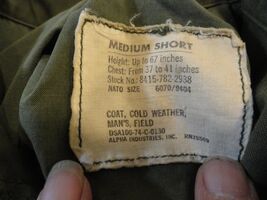 MEDIUM SHORT
Height: Up to 67 inches
Chest: From 37 to 41 inches
Stock No.: 8415-782-2938
NATO SIZE 6070/9404
COAT, COLD WEATHER,
MAN'S, FIELD
DSA100-74-C-0130
ALPHA INDUSTRIES, INC.